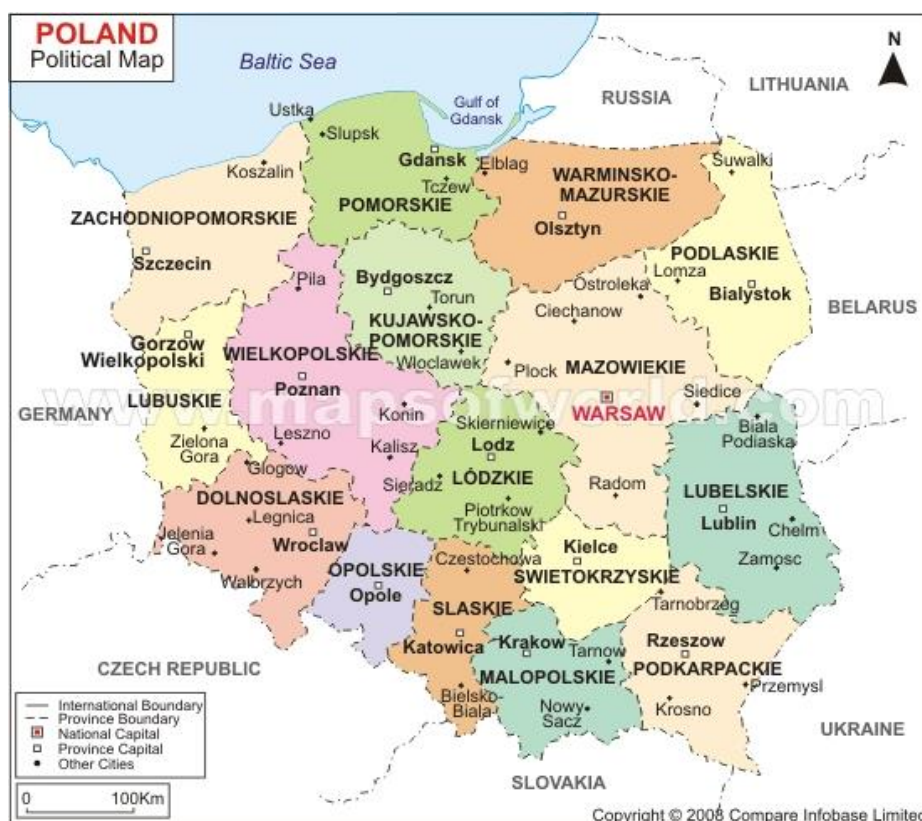 POLAND
Political Map
Baltic Sea
N
LITHUANIA
RUSSIA
Gulf of
Gdansk
Ustka
Slupsk
Gdansk
Elblag
Suwalki
Koszalin
Tczew
WARMINSKO-
MAZURSKIE
POMORSKIE
Olsztyn
ZACHODNIOPOMORSKIE
Szczecin
PODLASKIE
Lomza
Bialystok
Pila
Bydgoszcz
Torun
Ostroleka
Ciechanow
BELARUS
KUJAWSKO-
POMORSKIE
Wloclawek
Gorzow
Wielkopolski
WIELKOPOLSKIE
Poznan
Plock
MAZOWIEKIE
www.mapsofworld.com
GERMANY
LUBUSKIE
Konin
WARSAW
Siedice
Skierniewice
Biala
Podiaska
Zielona
Gora
Leszno
Kalisz
Lodz
LÓDZKIE
Glogow
Sieradz
Radom
LUBELSKIE
Lublin
DOLNOSLASKIE
Legnica
Piotrkow
Trybunalski
Chelm
Jelenia
Gora
Wroclaw
Kielce
Zamosc
Walbrzych
OPOLSKIE
Opole
Czestochowa
SWIETOKRZYSKIE
SLASKIE
Tarnobrzeg
Katowica
Krakow
Tarnow
Rzeszow
CZECH REPUBLIC
MALOPOLSKIE
PODKARPACKIE
Przemysl
Bielsko-
Biala
Nowy
Sacz
Krosno
UKRAINE
SLOVAKIA
International Boundary
Province Boundary
National Capital
Province Capital
Other Cities
0 100Km
Copyright © 2008 Compare Infobase Limited